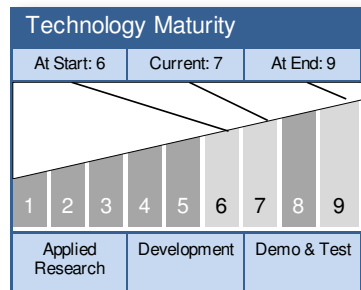 Technology Maturity
At Start: 6 Current: 7 At End: 9
1 2 3 4 5 6 7 8 9
Applied Development Demo & Test
Research